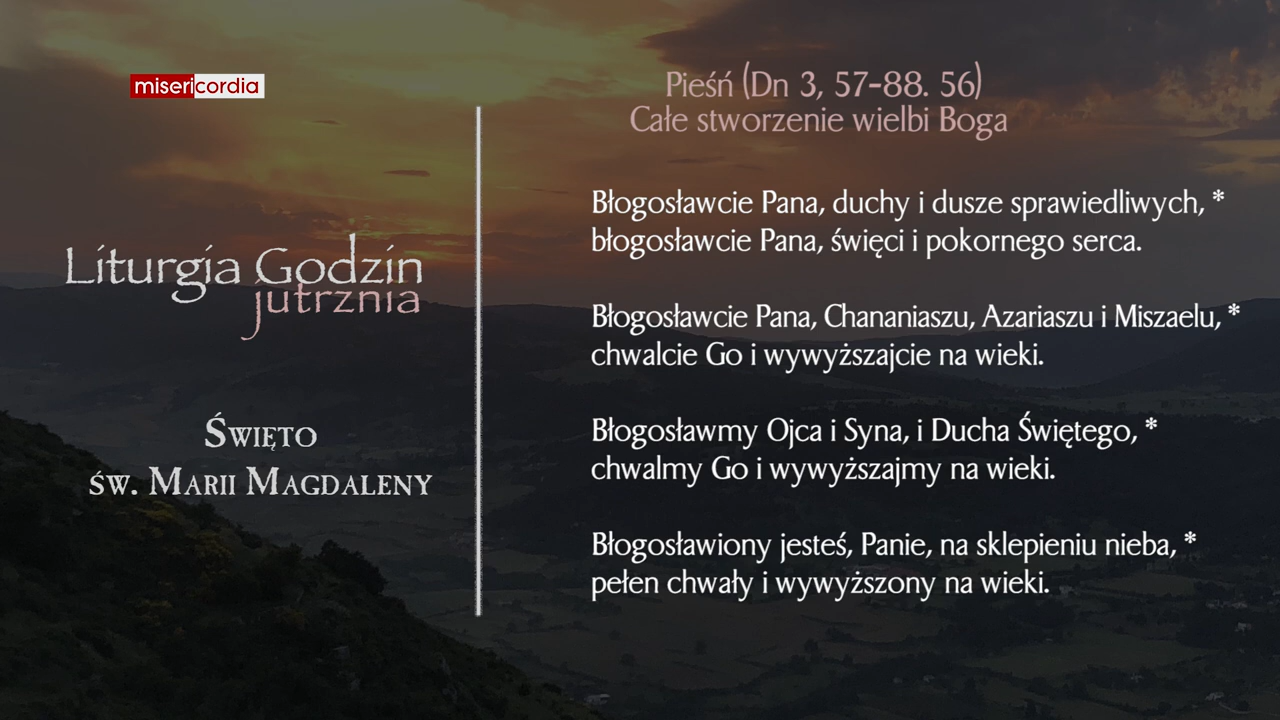 misericordia
Liturgia Godzin
jutrznia
Święto
św. Marii Magdaleny
Pieśń (Dn 3, 57-88. 56)
Całe stworzenie wielbi Boga
Błogosławcie Pana, duchy i dusze sprawiedliwych, *
błogosławcie Pana, święci i pokornego serca.
Błogosławcie Pana, Chananiaszu, Azariaszu i Miszaelu, *
chwalcie Go i wywyższajcie na wieki.
Błogosławmy Ojca i Syna, i Ducha Świętego, *
chwalmy Go i wywyższajmy na wieki.
Błogosławiony jesteś, Panie, na sklepieniu nieba, *
pełen chwały i wywyższony na wieki.